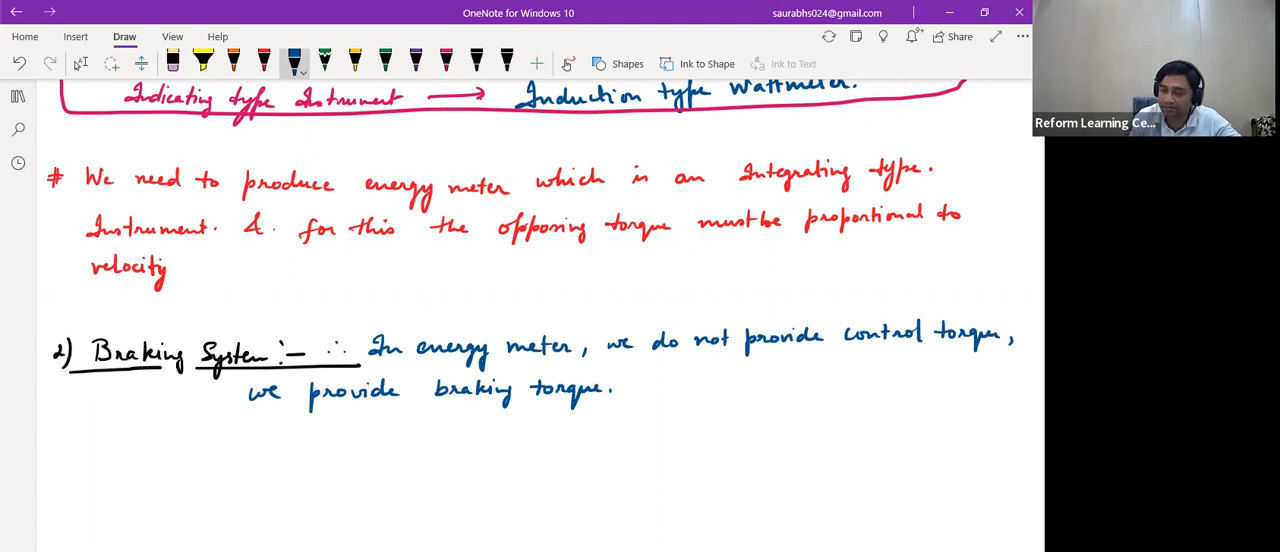 OneNote for Windows 10
saurabhs024@gmail.com
Home Insert Draw View Help
9+ Share
Shapes Ink to Shape Ink to Text
Indicating type Instrument → Induction type Wattmeter.
Reform Learning Ce...
# We need to produce energy meter which is an Integrating type.
Instrument. & for this the opposing torque must be proportional to
velocity
2) Braking System :- ∴ In energy meter, we do not provide control torque,
we provide braking torque.